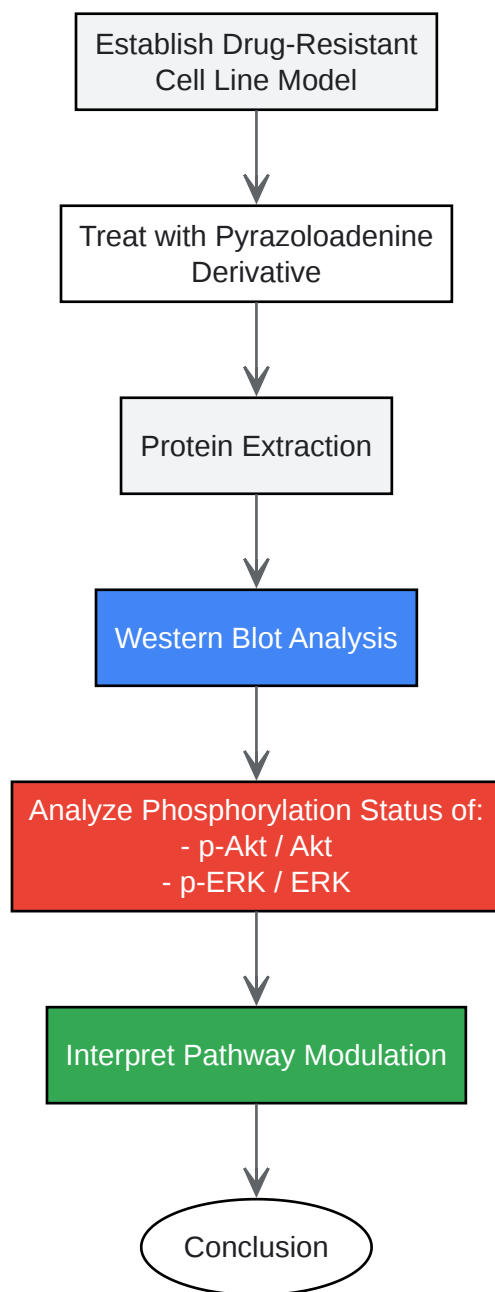 Establish Drug-Resistant
Cell Line Model
Treat with Pyrazoloadenine
Derivative
Protein Extraction
Western Blot Analysis
Analyze Phosphorylation Status of:
- p-Akt / Akt
- p-ERK / ERK
Interpret Pathway Modulation
Conclusion